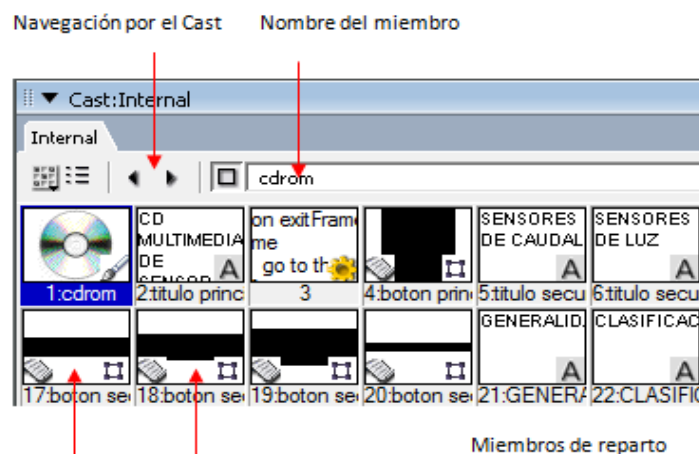 Navegación por el Cast Nombre del miembro
Cast:Internal
Internal
cdrom
CD MULTIMEDIA DE
on exitFrame me go to th
SENSORES DE CAUDAL
SENSORES DE LUZ
A A A
1:cdrom 2:titulo princ 3 4:boton prin 5:titulo secu 6:titulo secu
GENERALID. CLASIFICAC
A A
17:boton se 18:boton se 19:boton se 20:boton se 21:GENERA 22:CLASIFIC
Miembros de reparto